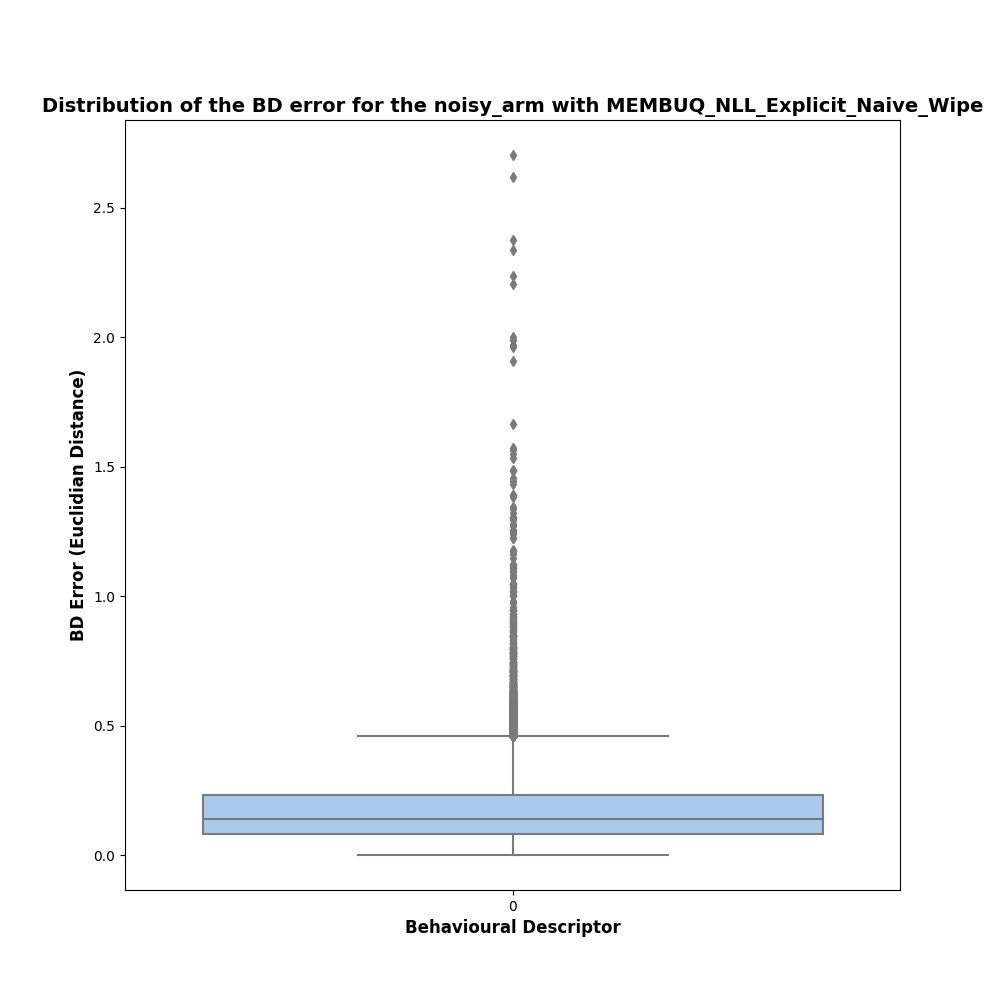 Distribution of the BD error for the noisy_arm with MEMBUQ_NLL_Explicit_Naive_Wipe
2.5
2.0
1.5
1.0
0.5
0.0
BD Error (Euclidian Distance)
0
Behavioural Descriptor